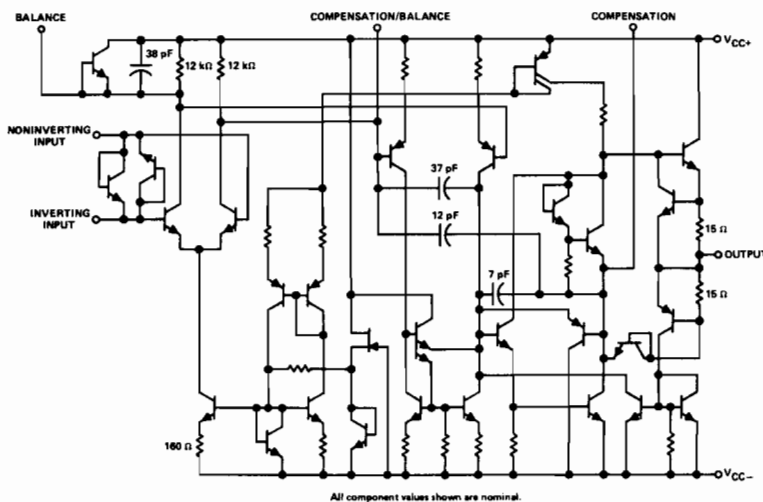 BALANCE
COMPENSATION/BALANCE
COMPENSATION
VCC+
38 pF
12 kΩ
12 kΩ
NONINVERTING
INPUT
37 pF
INVERTING
INPUT
12 pF
15 Ω
OUTPUT
7 pF
15 Ω
160 Ω
VCC−
All component values shown are nominal.